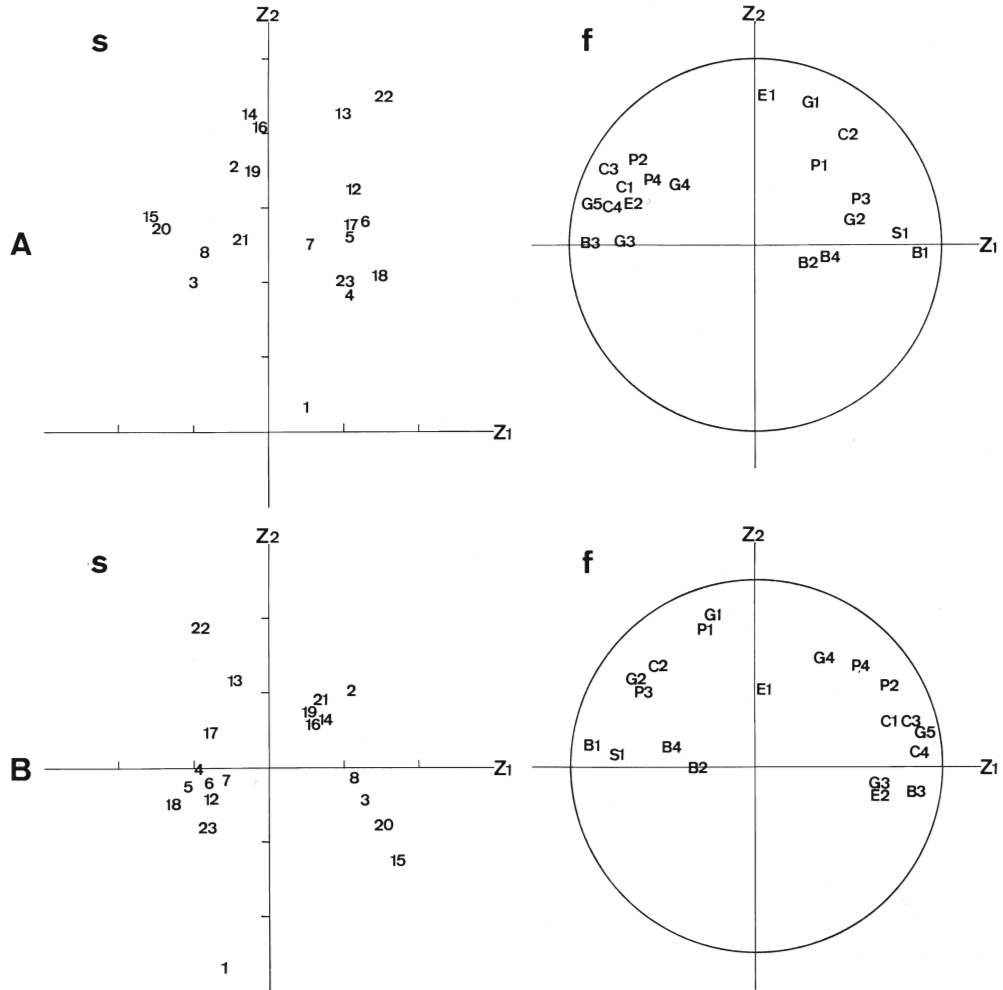 Z2
s
22
14
13
16
2 19
12
15
20
17 6
5
21
A
8
7
3
23 18
4
1
Z1
Z2
f
E1
G1
C2
P2
C3
P1
P4
C1
G4
G5 C4 E2
P3
G2
S1
B3
G3
B1
B2 B4
Z1
Z2
s
22
13
2
21
19
16 14
17
B
4
7
8
5 6
12
18
3
23
20
15
1
Z1
Z2
f
G1
P1
G4
C2
P4
G2
P3
P2
E1
C1 C3
G5
B1
S1
B4
C4
B2
G3
E2
B3
Z1